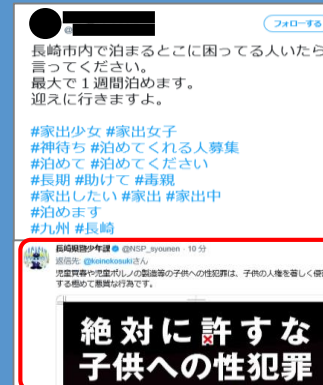 フォローする
@
長崎市内で泊まるとこに困ってる人いたら
言ってください。
最大で１週間泊めます。
迎えに行きますよ。
#家出少女 #家出女子
#神待ち #泊めてくれる人募集
#泊めて #泊めてください
#長期 #助けて #毒親
#家出したい #家出 #家出中
#泊めます
#九州 #長崎
長崎県警少年課 @NSP_syounen · 10 分
返信先: @keinekosukiさん
児童買春や児童ポルノの製造等の子供への性犯罪は、子供の人権を著しく侵
する極めて悪質な行為です。
絶対に許すな
子供への性犯罪